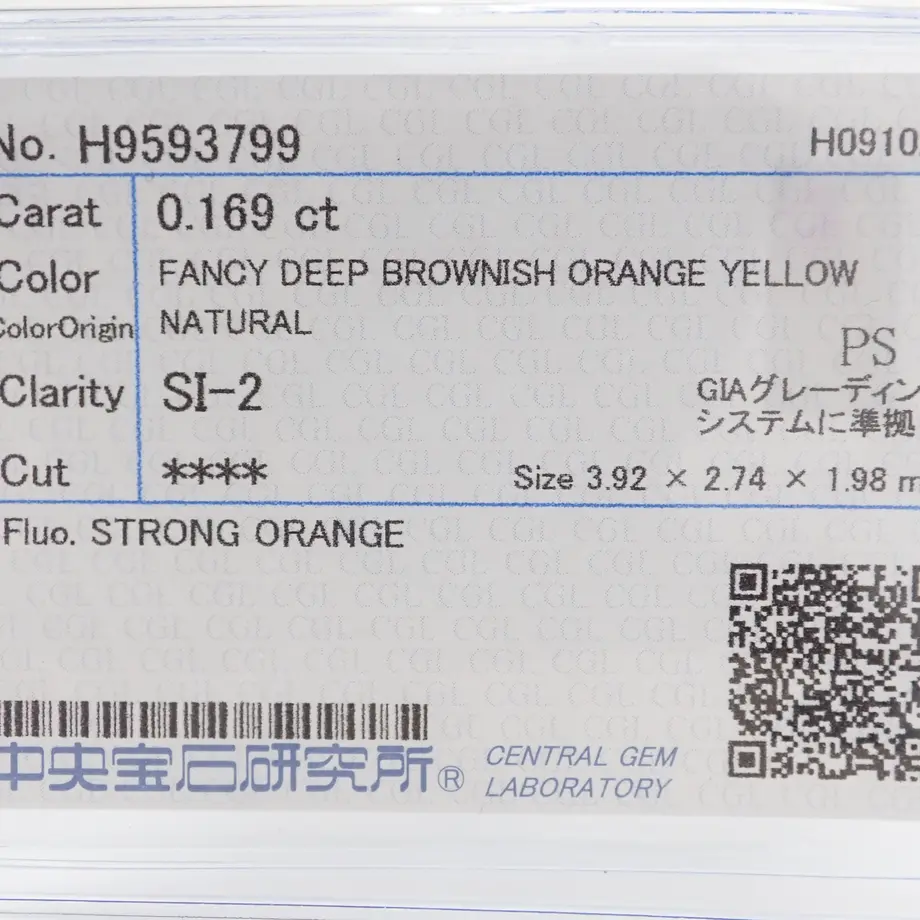 No. H9593799 H0910
Carat 0.169 ct
Color FANCY DEEP BROWNISH ORANGE YELLOW
ColorOrigin NATURAL
PS
Clarity SI-2 GIAグレーディン
システムに準拠
Cut **** Size 3.92 × 2.74 × 1.98 m
Fluo. STRONG ORANGE
中央宝石研究所® CENTRAL GEM
LABORATORY